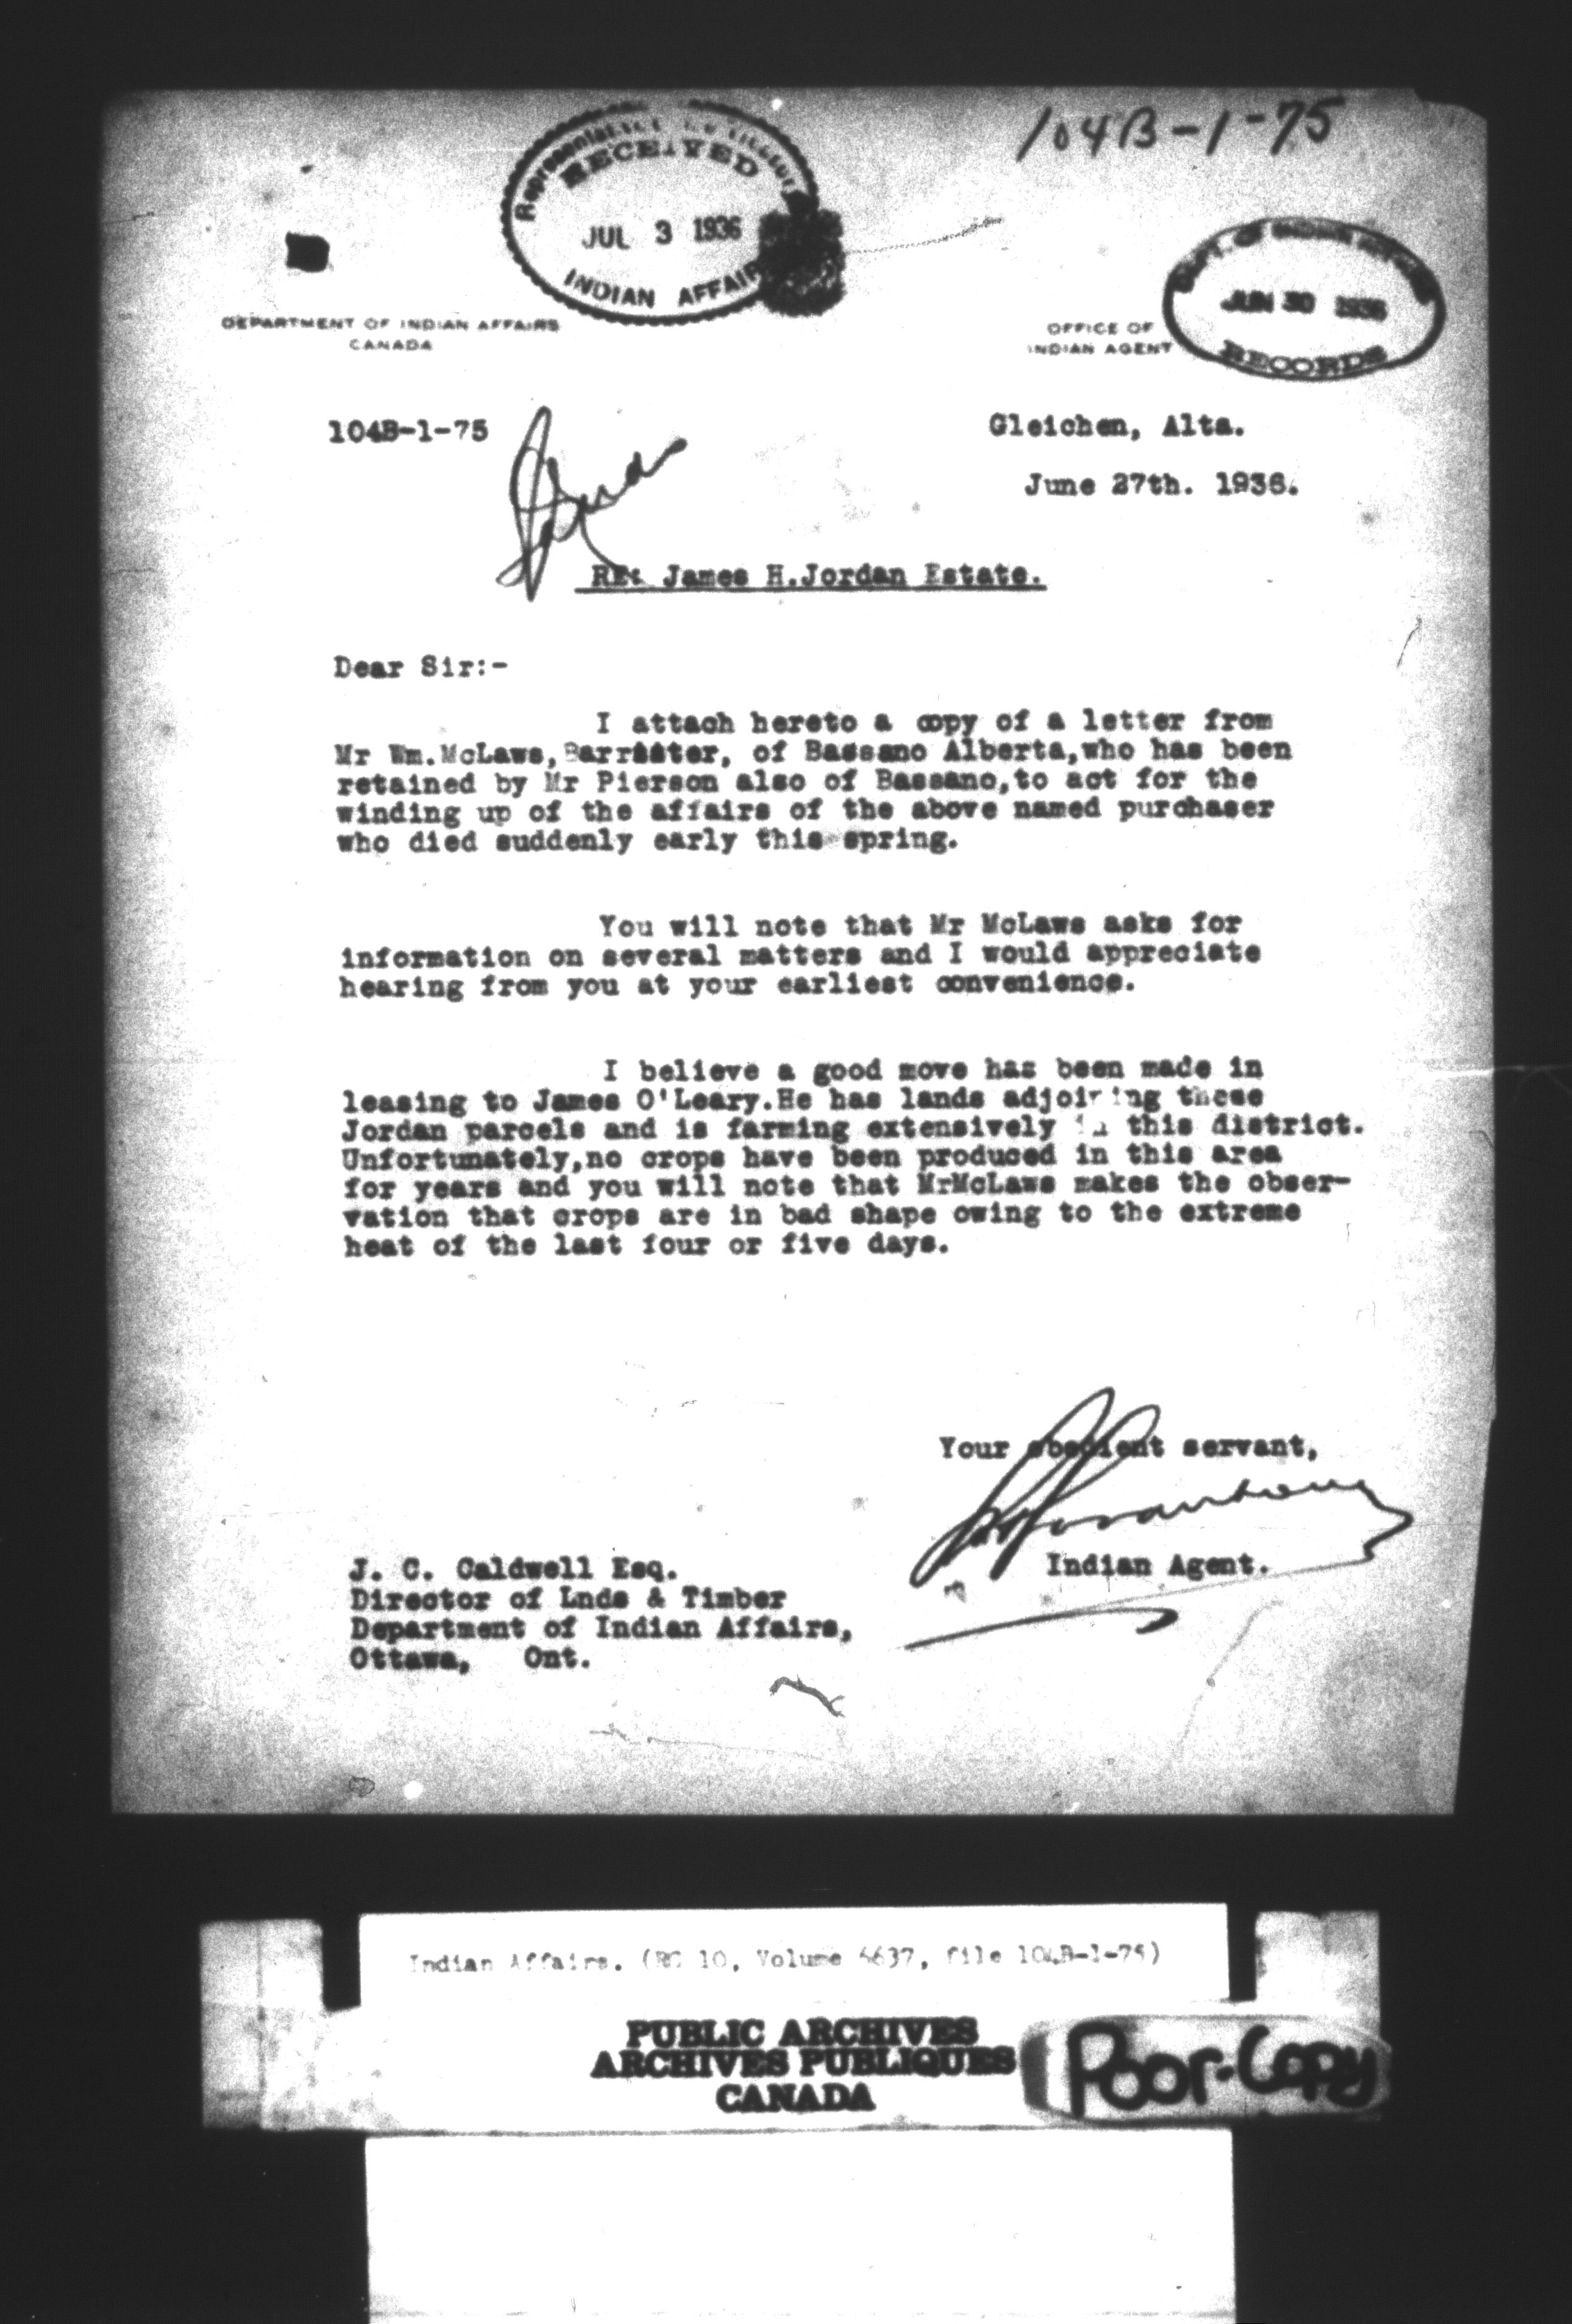 104B-1-75
RECEIVED
JUL 3 1936
INDIAN AFFAIR
JUN 30 1936
RECORDS
DEPARTMENT OF INDIAN AFFAIRS
CANADA
OFFICE OF
INDIAN AGENT
104B-1-75
Gleichen, Alta.
June 27th. 1936.
RE: James H.Jordan Estate.
Dear Sir:-
I attach hereto a copy of a letter from
Mr Wm.McLaws, Barrister, of Bassano Alberta,who has been
retained by Mr Pierson also of Bassano,to act for the
winding up of the affairs of the above named purchaser
who died suddenly early this spring.
You will note that Mr McLaws asks for
information on several matters and I would appreciate
hearing from you at your earliest convenience.
I believe a good move has been made in
leasing to James O'Leary.He has lands adjoining these
Jordan parcels and is farming extensively in this district.
Unfortunately,no crops have been produced in this area
for years and you will note that MrMcLaws makes the obser-
vation that crops are in bad shape owing to the extreme
heat of the last four or five days.
Your obedient servant,
Indian Agent.
J. C. Caldwell Esq.
Director of Lnds & Timber
Department of Indian Affairs,
Ottawa, Ont.
Indian Affairs. (RG 10, Volume 6637, file 104B-1-75)
PUBLIC ARCHIVES
ARCHIVES PUBLIQUES
CANADA
Poor-Copy